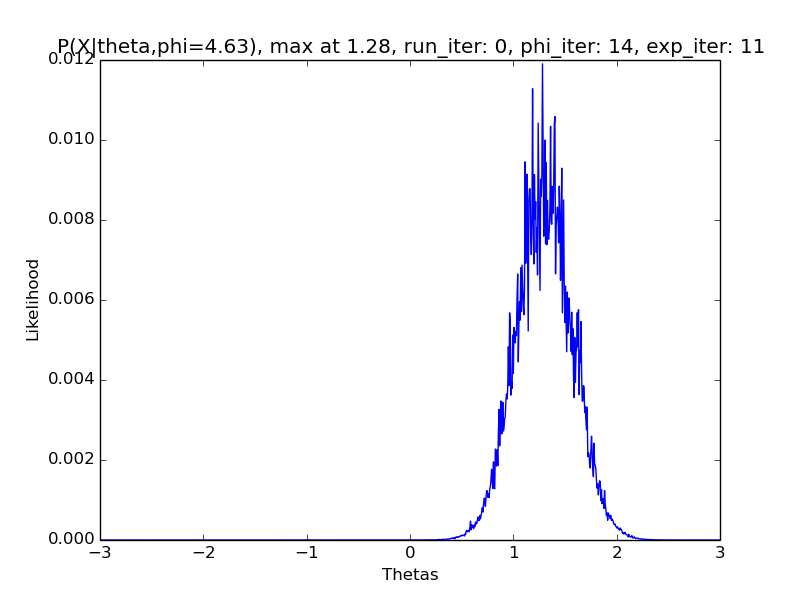 P(X|theta,phi=4.63), max at 1.28, run_iter: 0, phi_iter: 14, exp_iter: 11
0.012
0.010
0.008
0.006
0.004
0.002
0.000
Likelihood
−3 −2 −1 0 1 2 3
Thetas